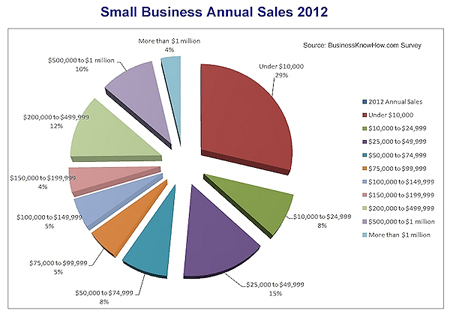 Small Business Annual Sales 2012
Source: BusinessKnowHow.com Survey
More than $1 million
4%
Under $10,000
29%
$500,000 to $1 million
10%
$200,000 to $499,999
12%
$150,000 to $199,999
4%
$100,000 to $149,999
5%
$75,000 to $99,999
5%
$50,000 to $74,999
8%
$25,000 to $49,999
15%
$10,000 to $24,999
8%
2012 Annual Sales
Under $10,000
$10,000 to $24,999
$25,000 to $49,999
$50,000 to $74,999
$75,000 to $99,999
$100,000 to $149,999
$150,000 to $199,999
$200,000 to $499,999
$500,000 to $1 million
More than $1 million